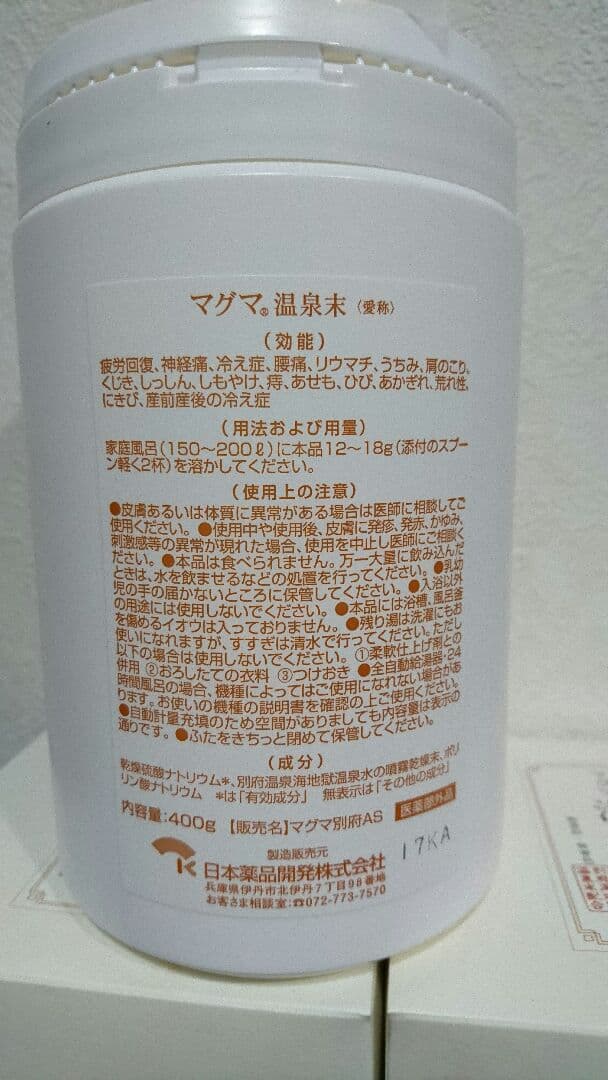 マグマ®温泉末〈愛称〉
(効能)
疲労回復、神経痛、冷え症、腰痛、リウマチ、うちみ、肩のこり、
くじき、しっしん、しもやけ、痔、あせも、ひび、あかぎれ、荒れ性、
にきび、産前産後の冷え症
(用法および用量)
家庭風呂(150〜200ℓ)に本品12〜18g(添付のスプー
ン軽く2杯)を溶かしてください。
(使用上の注意)
●皮膚あるいは体質に異常がある場合は医師に相談してご
使用ください。●使用中や使用後、皮膚に発疹、発赤、かゆみ、
刺激感等の異常が現れた場合、使用を中止し医師にご相談く
ださい。●本品は食べられません。万一大量に飲み込んだ
ときは、水を飲ませるなどの処置を行ってください。●乳幼
児の手の届かないところに保管してください。●入浴以外
の用途には使用しないでください。●本品には浴槽、風呂釜
を傷めるイオウは入っておりません。●残り湯は洗濯にもお
使いになれますが、すすぎは清水で行ってください。ただし
以下の場合は使用しないでください。①柔軟仕上げ剤との
併用 ②おろしたての衣料 ③つけおき ●全自動給湯器・24
時間風呂の場合、機種によってはご使用になれない場合があ
ります。お使いの機種の説明書を確認の上ご使用ください。
●自動計量充填のため空間がありましても内容量は表示の
通りです。●ふたをきちっと閉めて保管してください。
(成分)
乾燥硫酸ナトリウム*、別府温泉海地獄温泉水の噴霧乾燥末、ポリ
リン酸ナトリウム *は「有効成分」 無表示は「その他の成分」
内容量:400g 【販売名】マグマ別府AS 医薬部外品
製造販売元
日本薬品開発株式会社
兵庫県伊丹市北伊丹7丁目98番地
お客さま相談室:☎072-773-7570
17KA